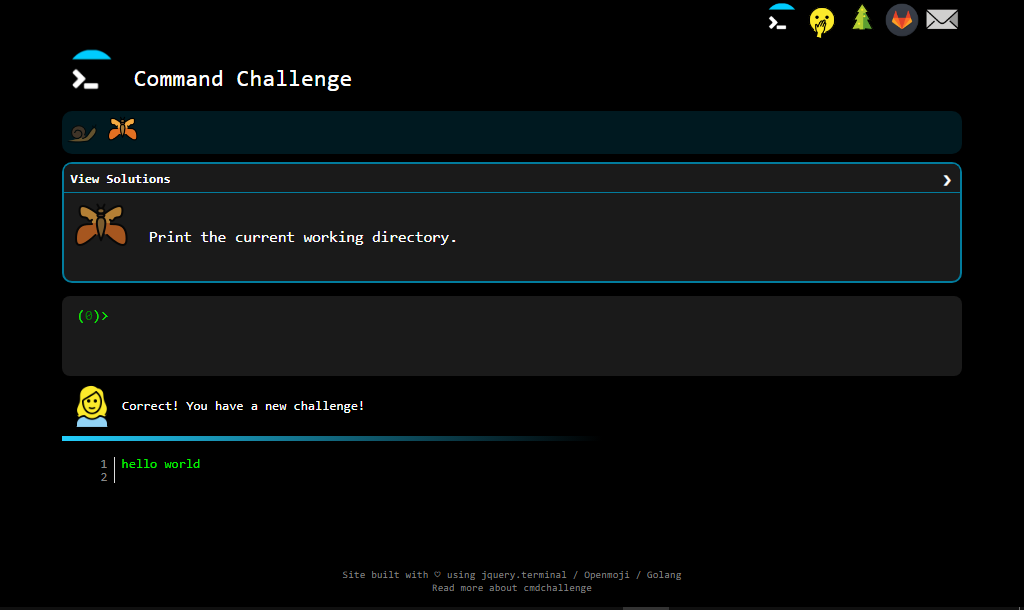 Command Challenge
View Solutions
Print the current working directory.
(0)>
Correct! You have a new challenge!
1 hello world
2
Site built with ♡ using jquery.terminal / Openmoji / Golang
Read more about cmdchallenge